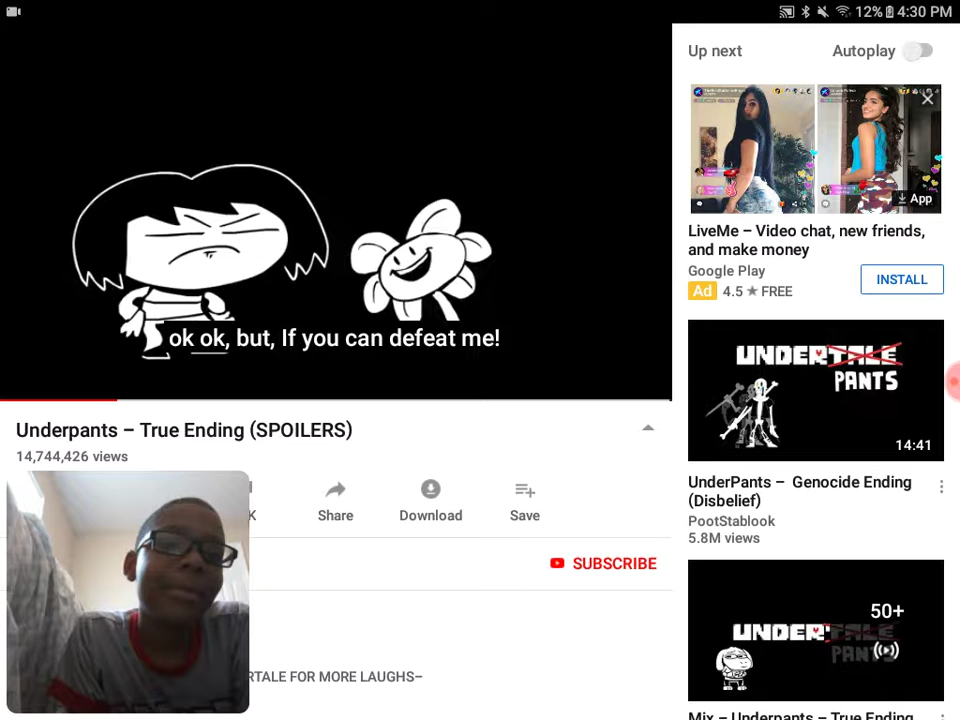 12% 4:30 PM
ok ok, but, If you can defeat me!
Underpants – True Ending (SPOILERS)
14,744,426 views
K
Share
Download
Save
SUBSCRIBE
RTALE FOR MORE LAUGHS–
Up next
Autoplay
App
LiveMe – Video chat, new friends,
and make money
Google Play
Ad 4.5 ★ FREE
INSTALL
UNDERTALE
PANTS
14:41
UnderPants – Genocide Ending
(Disbelief)
PootStablook
5.8M views
50+
UNDERTALE
PANTS
Mix – Underpants – True Ending